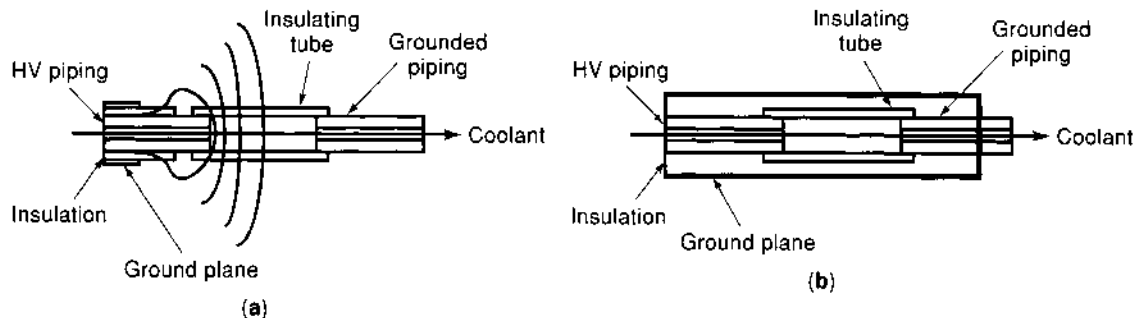 Insulating
tube
Grounded
piping
HV piping
Coolant
Insulation
Ground plane
(a)
Insulating
tube
Grounded
piping
HV piping
Coolant
Insulation
Ground plane
(b)